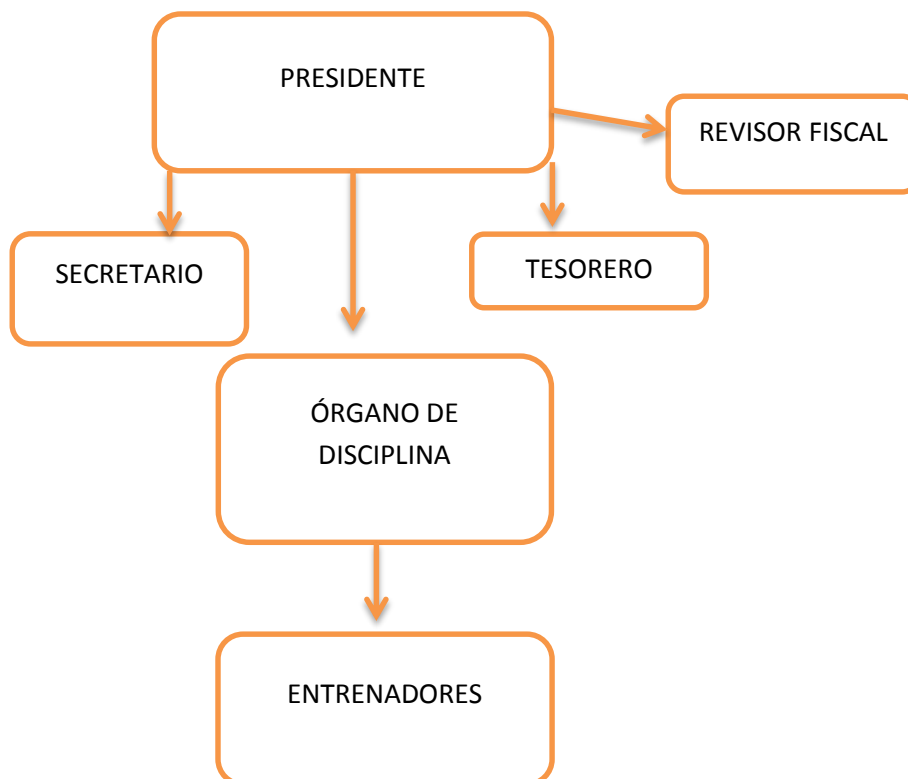 PRESIDENTE
REVISOR FISCAL
SECRETARIO
TESORERO
ÓRGANO DE
DISCIPLINA
ENTRENADORES